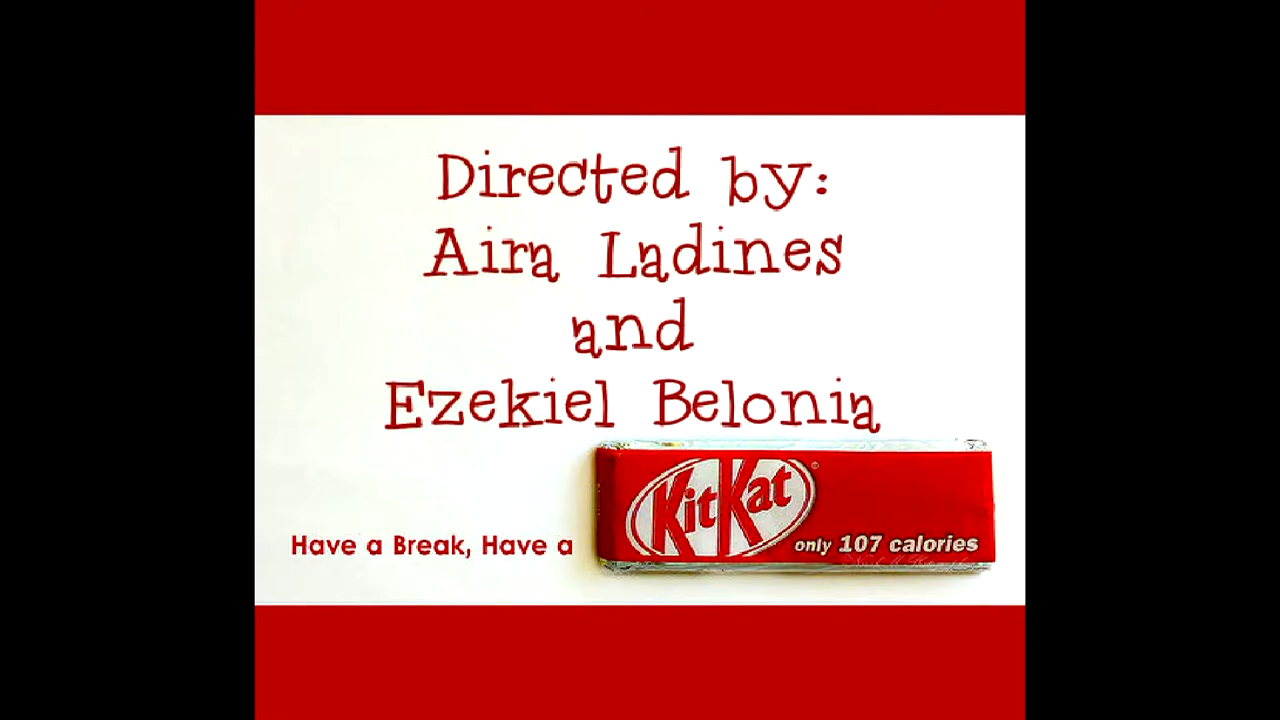 Directed by:
Aira Ladines
and
Ezekiel Belonia
Have a Break, Have a
KitKat®
only 107 calories